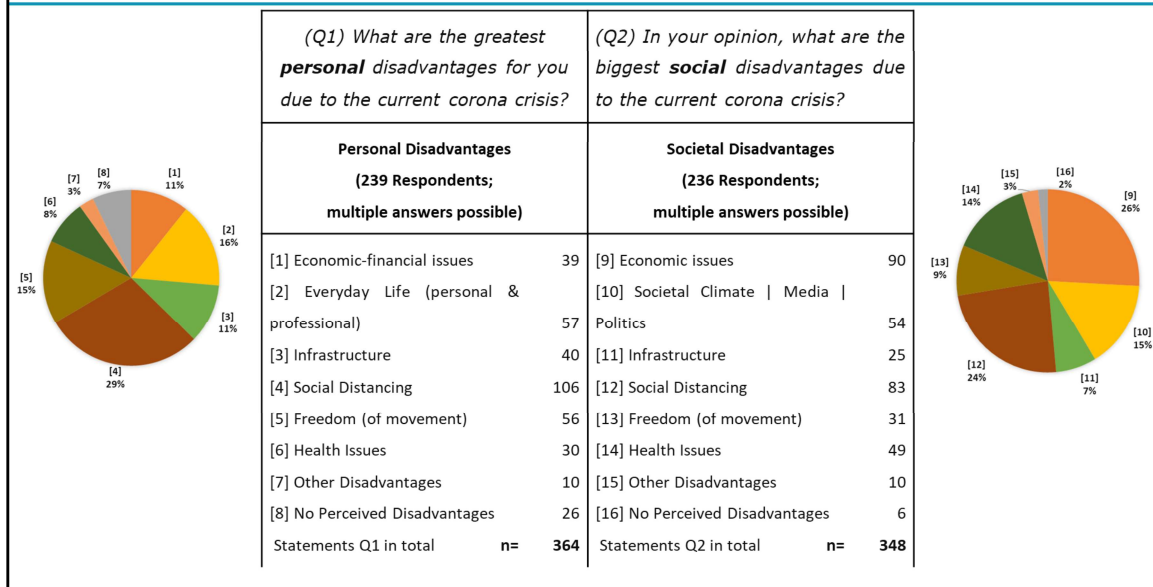 (Q1) What are the greatest
personal disadvantages for you
due to the current corona crisis?
(Q2) In your opinion, what are the
biggest social disadvantages due
to the current corona crisis?
Personal Disadvantages
(239 Respondents;
multiple answers possible)
Societal Disadvantages
(236 Respondents;
multiple answers possible)
[1] Economic-financial issues 39
[2] Everyday Life (personal &
professional) 57
[3] Infrastructure 40
[4] Social Distancing 106
[5] Freedom (of movement) 56
[6] Health Issues 30
[7] Other Disadvantages 10
[8] No Perceived Disadvantages 26
Statements Q1 in total n= 364
[9] Economic issues 90
[10] Societal Climate | Media |
Politics 54
[11] Infrastructure 25
[12] Social Distancing 83
[13] Freedom (of movement) 31
[14] Health Issues 49
[15] Other Disadvantages 10
[16] No Perceived Disadvantages 6
Statements Q2 in total n= 348
[1]
11%
[2]
16%
[3]
11%
[4]
29%
[5]
15%
[6]
8%
[7]
3%
[8]
7%
[9]
26%
[10]
15%
[11]
7%
[12]
24%
[13]
9%
[14]
14%
[15]
3%
[16]
2%